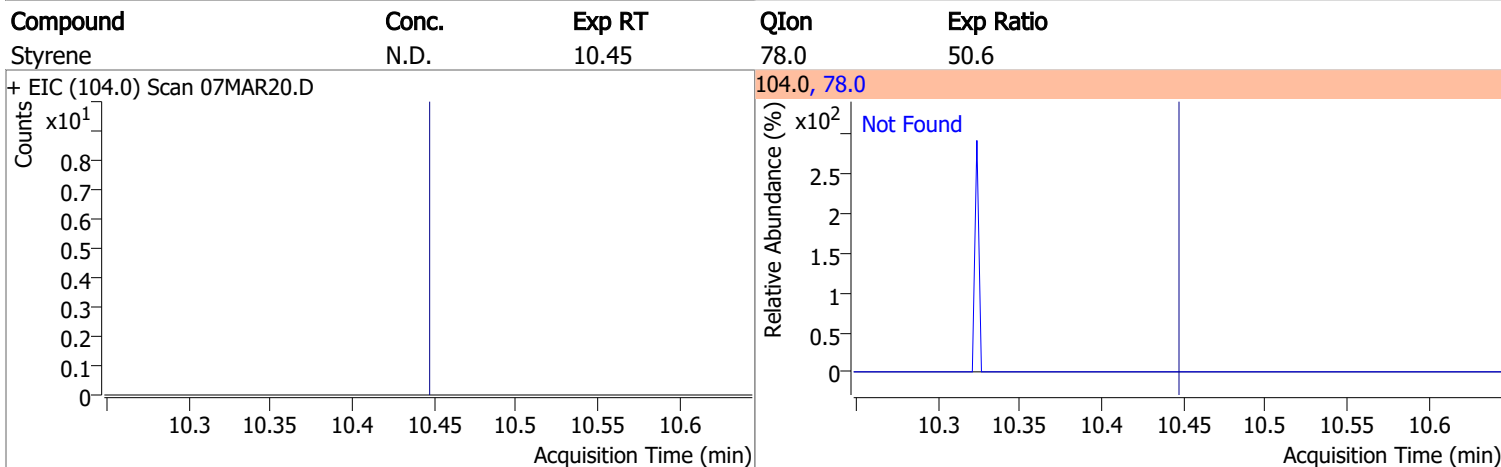 Compound Conc. Exp RT QIon Exp Ratio
Styrene N.D. 10.45 78.0 50.6
+ EIC (104.0) Scan 07MAR20.D
Counts
x10¹
0.8
0.7
0.6
0.5
0.4
0.3
0.2
0.1
0
10.3 10.35 10.4 10.45 10.5 10.55 10.6
Acquisition Time (min)
104.0, 78.0
Relative Abundance (%)
x10²
Not Found
2.5
2
1.5
1
0.5
0
10.3 10.35 10.4 10.45 10.5 10.55 10.6
Acquisition Time (min)